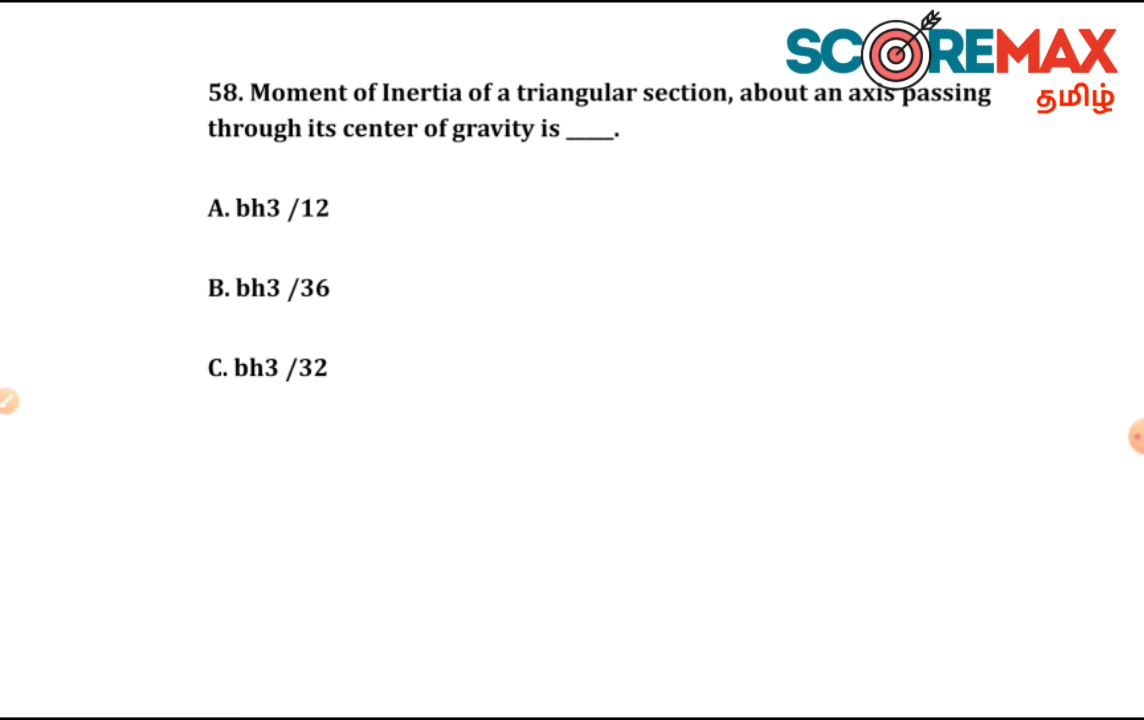 SCOREMAX
தமிழ்
58. Moment of Inertia of a triangular section, about an axis passing
through its center of gravity is _____.
A. bh3 /12
B. bh3 /36
C. bh3 /32